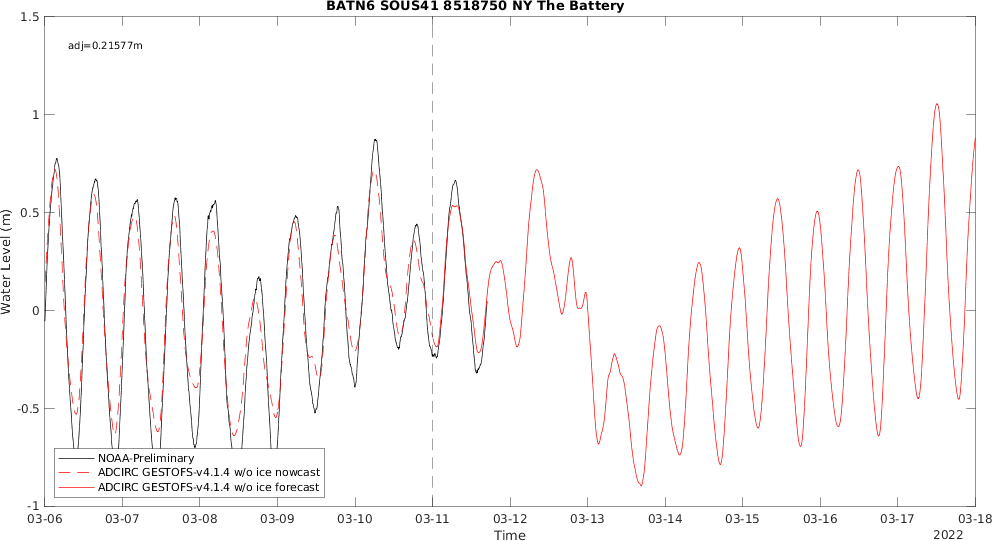 BATN6 SOUS41 8518750 NY The Battery
adj=0.21577m
Water Level (m)
1.5
1
0.5
0
-0.5
-1
NOAA-Preliminary
ADCIRC GESTOFS-v4.1.4 w/o ice nowcast
ADCIRC GESTOFS-v4.1.4 w/o ice forecast
03-06 03-07 03-08 03-09 03-10 03-11 03-12 03-13 03-14 03-15 03-16 03-17 03-18
Time
2022